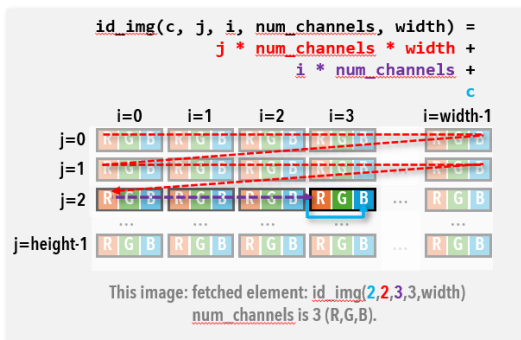 id_img(c, j, i, num_channels, width) =
j * num_channels * width +
i * num_channels +
c
i=0 i=1 i=2 i=3 i=width-1
j=0 R G B R G B R G B R G B R G B
j=1 R G B R G B R G B R G B R G B
j=2 R G B R G B R G B R G B ... R G B
... ... ...
j=height-1 R G B R G B R G B R G B ... R G B
This image: fetched element: id_img(2,2,3,3,width)
num_channels is 3 (R,G,B).